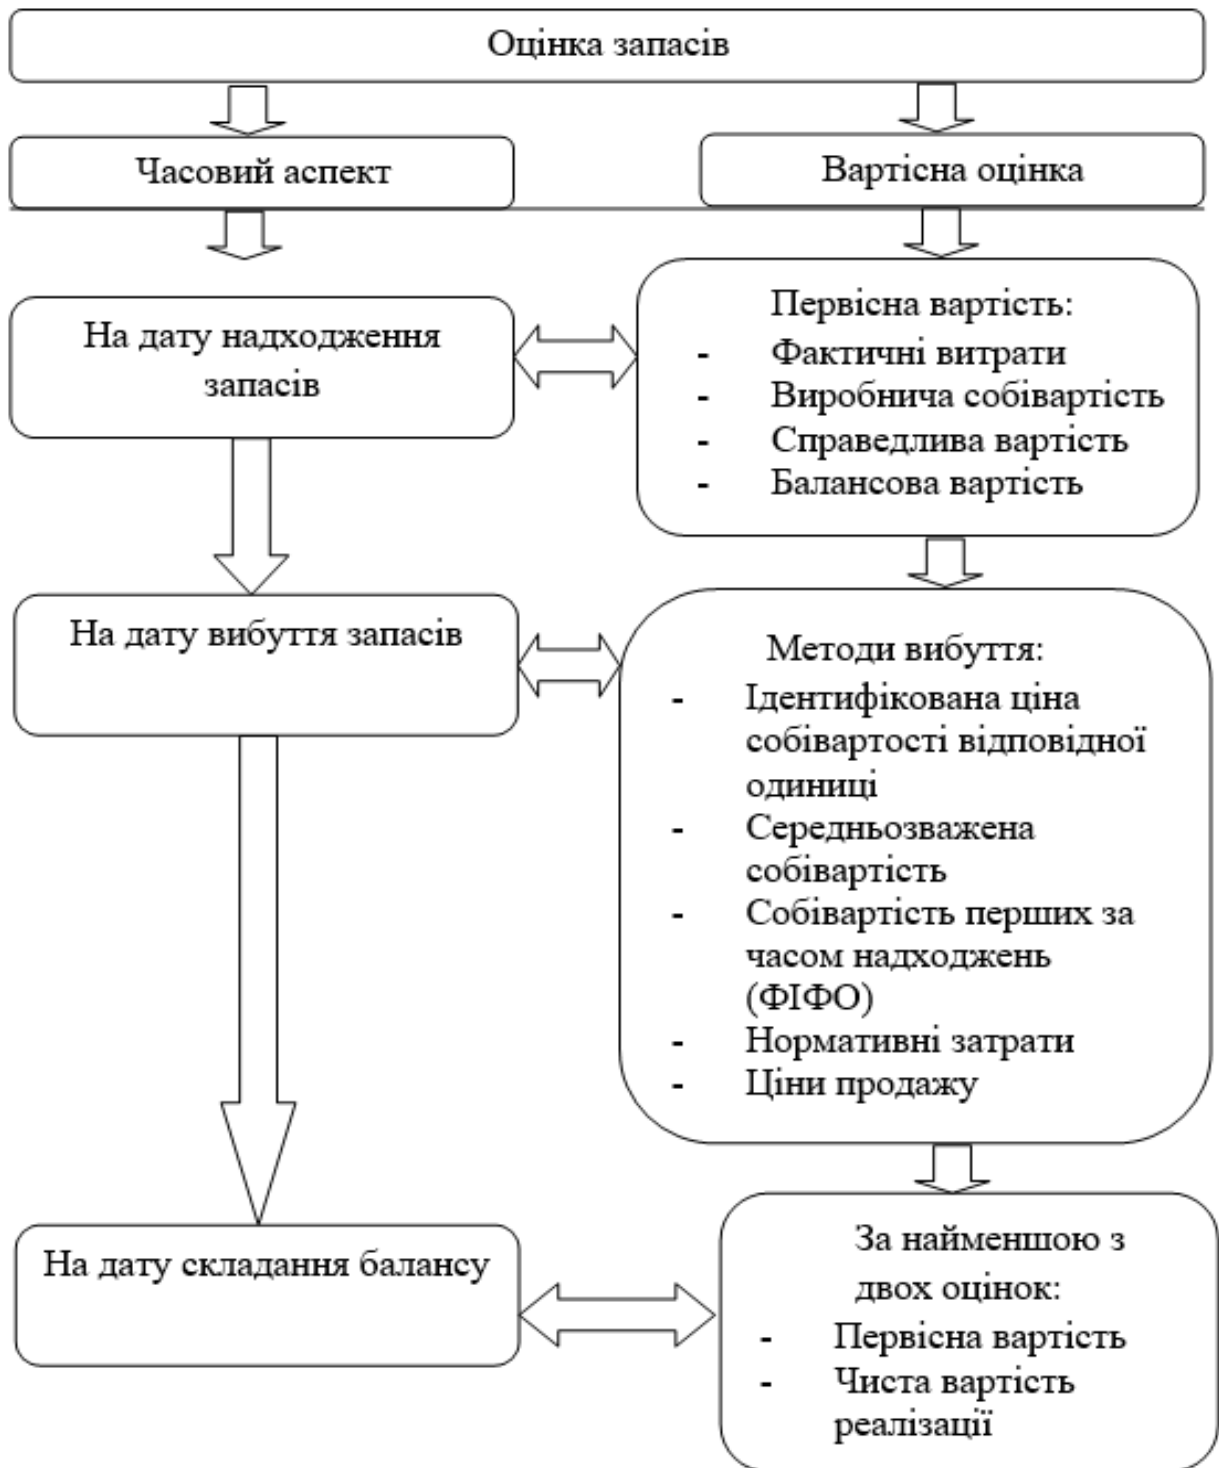 Оцінка запасів
Часовий аспект
Вартісна оцінка
На дату надходження
запасів
Первісна вартість:
- Фактичні витрати
- Виробнича собівартість
- Справедлива вартість
- Балансова вартість
На дату вибуття запасів
Методи вибуття:
- Ідентифікована ціна
собівартості відповідної
одиниці
- Середньозважена
собівартість
- Собівартість перших за
часом надходжень
(ФІФО)
- Нормативні затрати
- Ціни продажу
На дату складання балансу
За найменшою з
двох оцінок:
- Первісна вартість
- Чиста вартість
реалізації